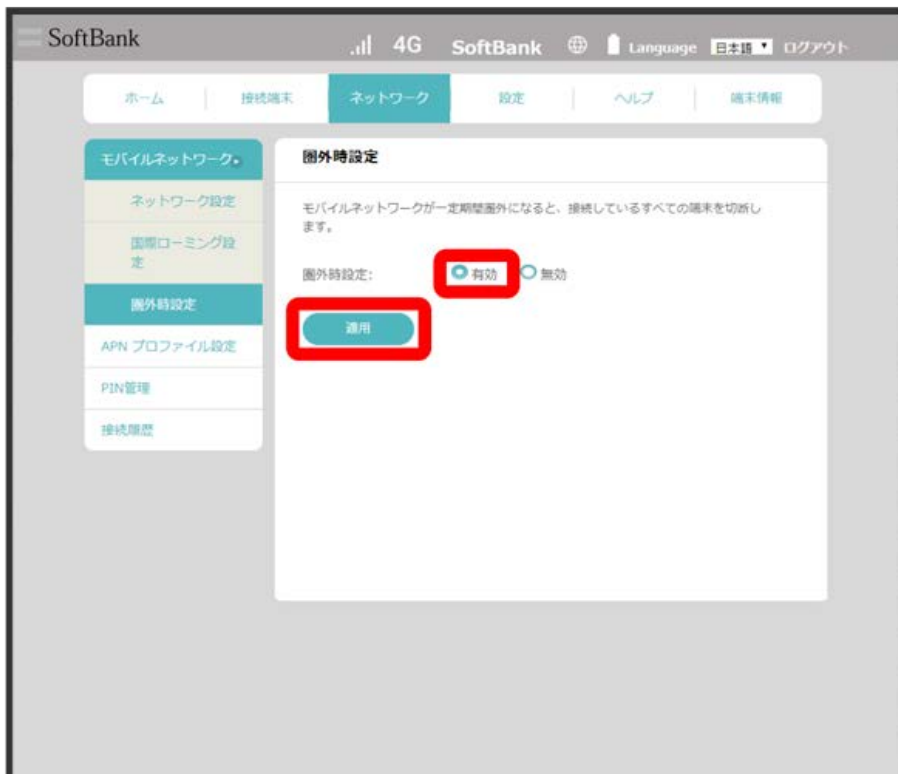 SoftBank
4G SoftBank Language 日本語 ログアウト
ホーム 接続端末 ネットワーク 設定 ヘルプ 端末情報
モバイルネットワーク
ネットワーク設定
国際ローミング設
定
圏外時設定
APN プロファイル設定
PIN管理
接続履歴
圏外時設定
モバイルネットワークが一定期間圏外になると、接続しているすべての端末を切断し
ます。
圏外時設定: 有効 無効
適用